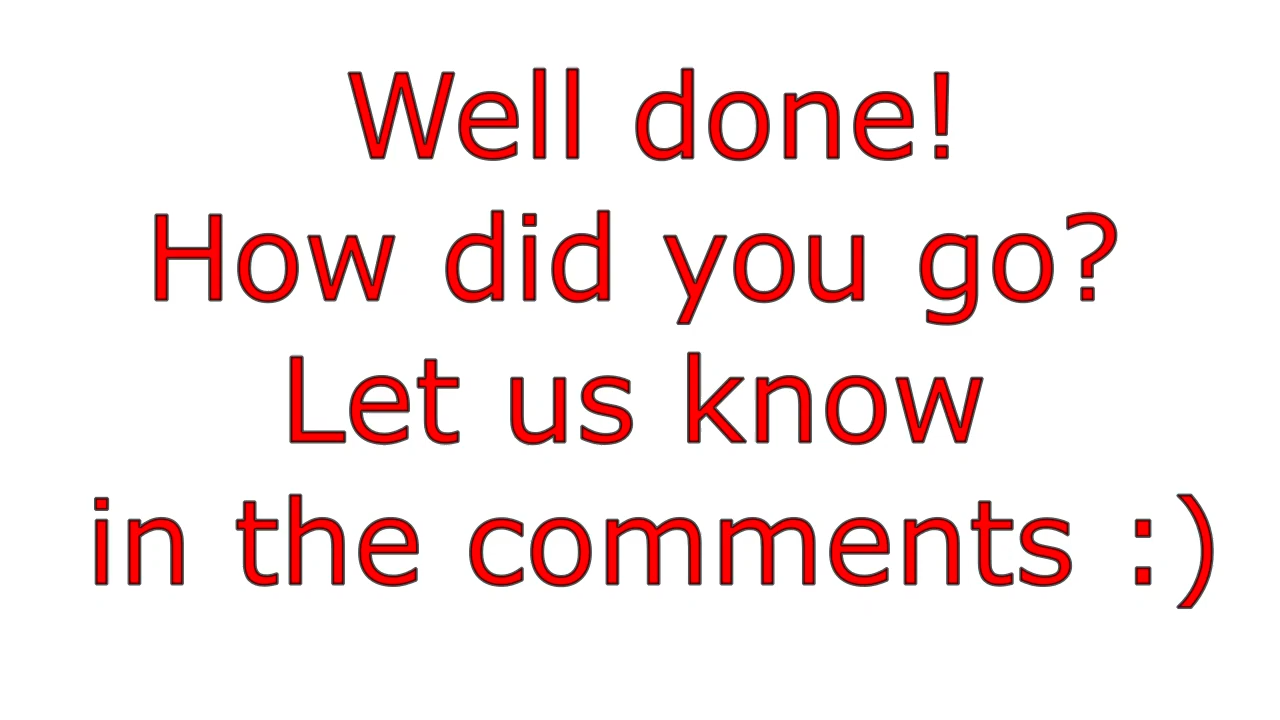 Well done!
How did you go?
Let us know
in the comments :)